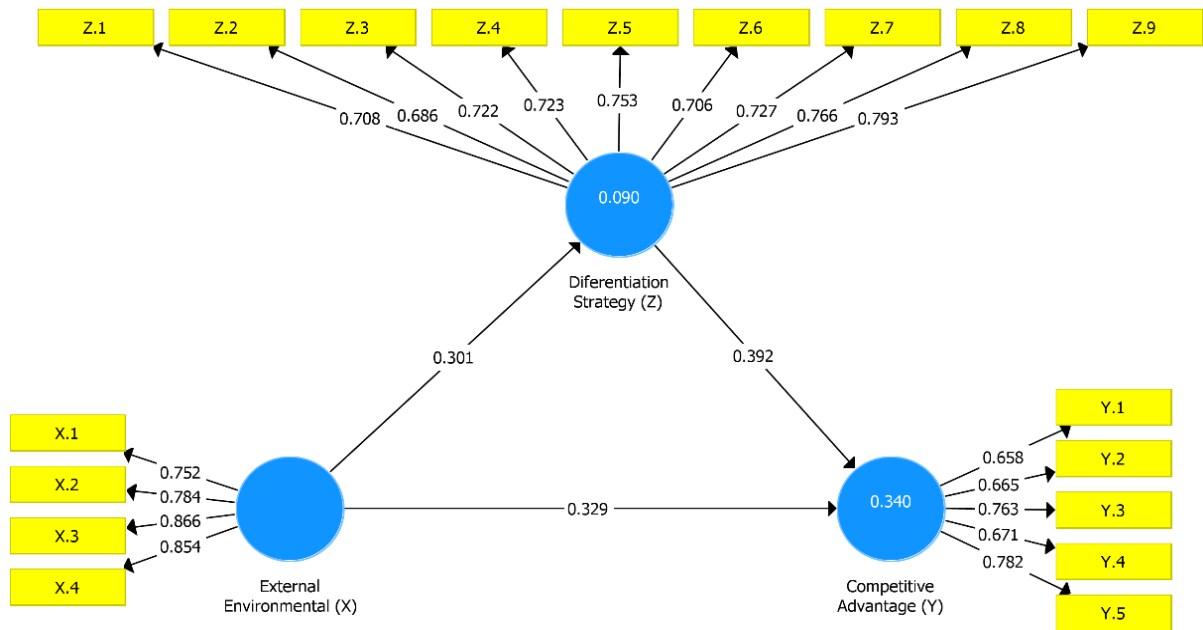 Z.1 Z.2 Z.3 Z.4 Z.5 Z.6 Z.7 Z.8 Z.9
0.708 0.686 0.722 0.723 0.753 0.706 0.727 0.766 0.793
0.090
Diferentiation
Strategy (Z)
0.301
0.392
X.1
X.2
X.3
X.4
0.752
0.784
0.866
0.854
External
Environmental (X)
0.329
0.340
Competitive
Advantage (Y)
0.658
0.665
0.763
0.671
0.782
Y.1
Y.2
Y.3
Y.4
Y.5